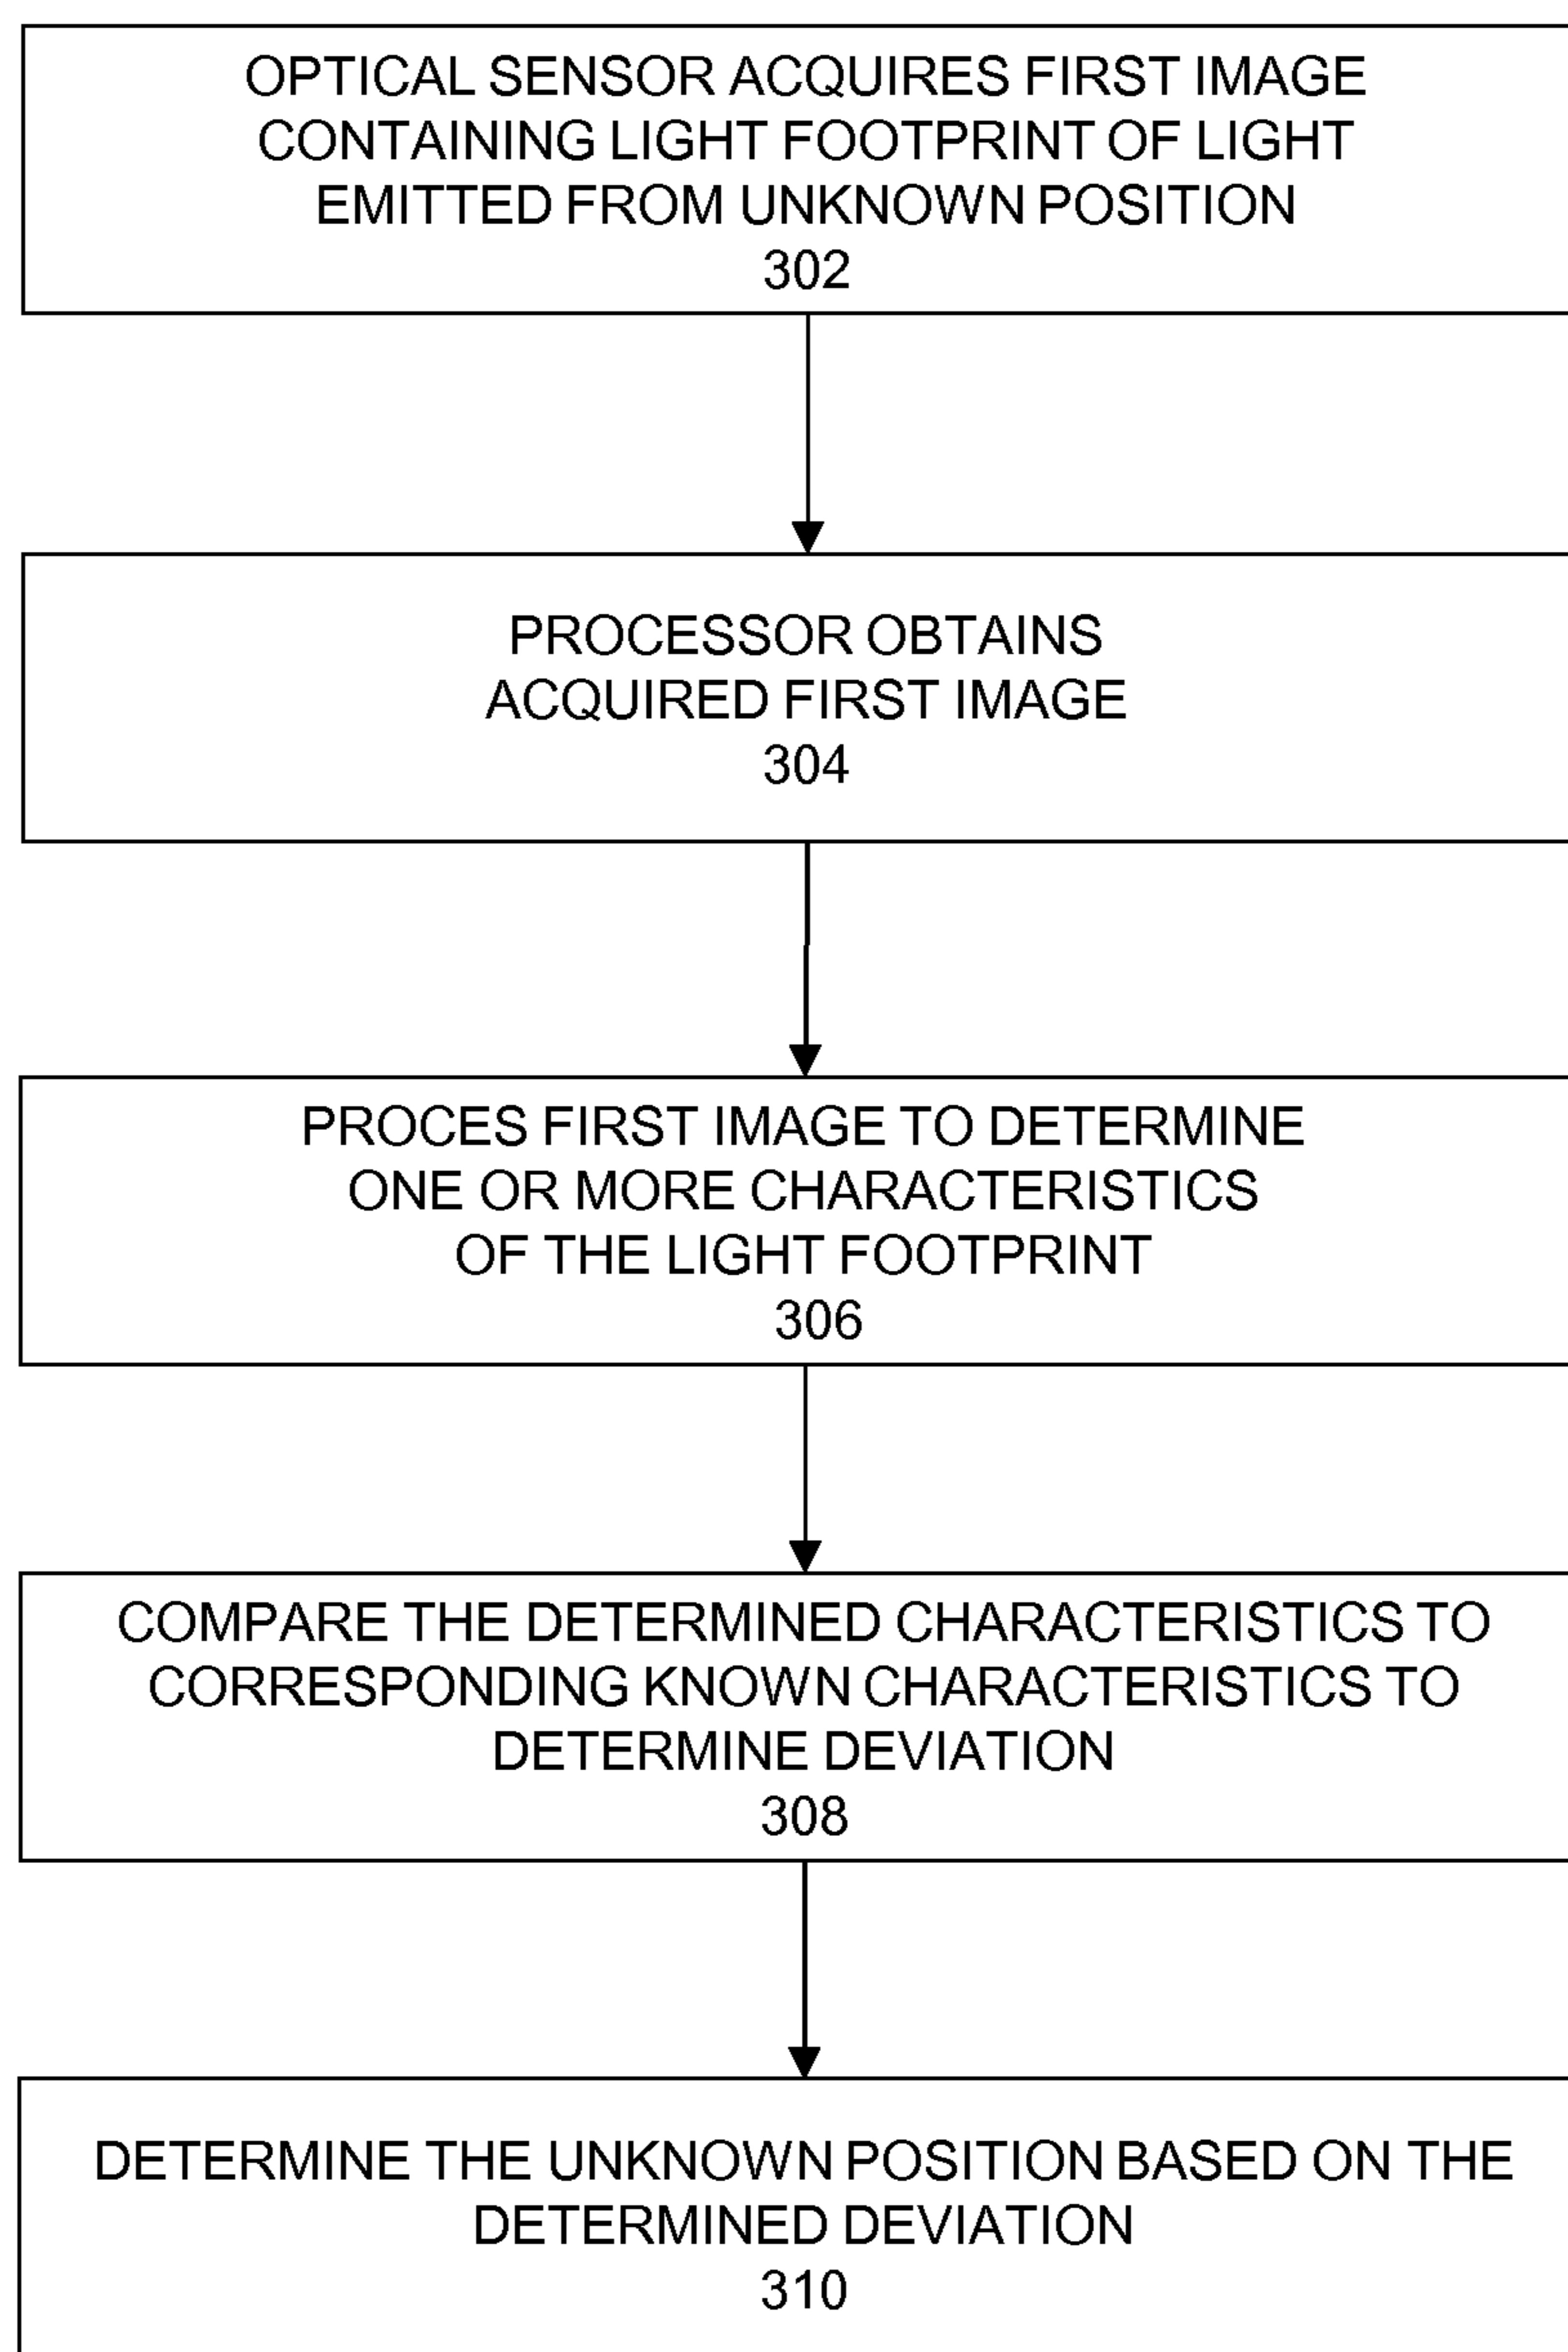 OPTICAL SENSOR ACQUIRES FIRST IMAGE
CONTAINING LIGHT FOOTPRINT OF LIGHT
EMITTED FROM UNKNOWN POSITION
302
PROCESSOR OBTAINS
ACQUIRED FIRST IMAGE
304
PROCES FIRST IMAGE TO DETERMINE
ONE OR MORE CHARACTERISTICS
OF THE LIGHT FOOTPRINT
306
COMPARE THE DETERMINED CHARACTERISTICS TO
CORRESPONDING KNOWN CHARACTERISTICS TO
DETERMINE DEVIATION
308
DETERMINE THE UNKNOWN POSITION BASED ON THE
DETERMINED DEVIATION
310